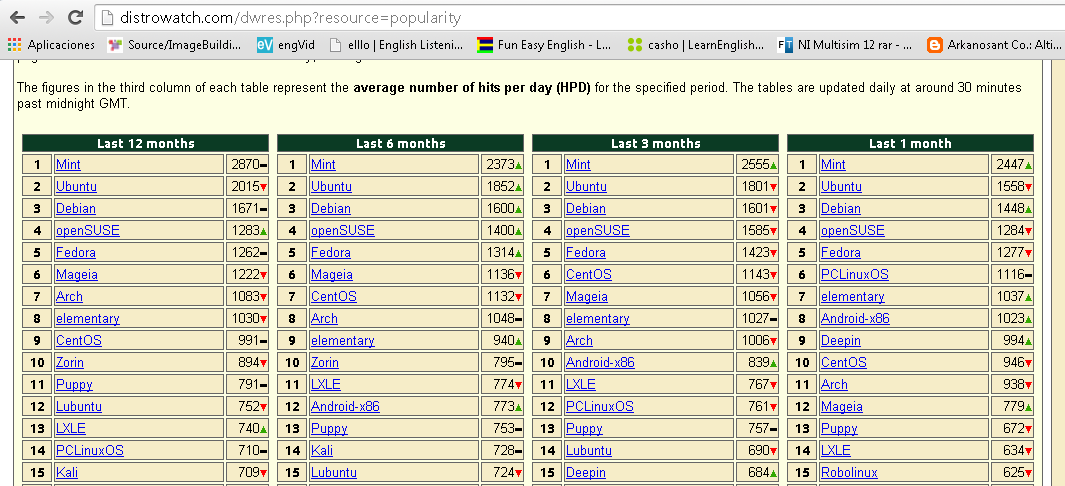 distrowatch.com/dwres.php?resource=popularity
Aplicaciones Source/ImageBuildi... engVid elllo | English Listeni... Fun Easy English - L... casho | LearnEnglish... NI Multisim 12 rar - ... Arkanosant Co.: Alti...
The figures in the third column of each table represent the average number of hits per day (HPD) for the specified period. The tables are updated daily at around 30 minutes
past midnight GMT.
Last 12 months Last 6 months Last 3 months Last 1 month
1 Mint 2870 1 Mint 2373 1 Mint 2555 1 Mint 2447
2 Ubuntu 2015 2 Ubuntu 1852 2 Ubuntu 1801 2 Ubuntu 1558
3 Debian 1671 3 Debian 1600 3 Debian 1601 3 Debian 1448
4 openSUSE 1283 4 openSUSE 1400 4 openSUSE 1585 4 openSUSE 1284
5 Fedora 1262 5 Fedora 1314 5 Fedora 1423 5 Fedora 1277
6 Mageia 1222 6 Mageia 1136 6 CentOS 1143 6 PCLinuxOS 1116
7 Arch 1083 7 CentOS 1132 7 Mageia 1056 7 elementary 1037
8 elementary 1030 8 Arch 1048 8 elementary 1027 8 Android-x86 1023
9 CentOS 991 9 elementary 940 9 Arch 1006 9 Deepin 994
10 Zorin 894 10 Zorin 795 10 Android-x86 839 10 CentOS 946
11 Puppy 791 11 LXLE 774 11 LXLE 767 11 Arch 938
12 Lubuntu 752 12 Android-x86 773 12 PCLinuxOS 761 12 Mageia 779
13 LXLE 740 13 Puppy 753 13 Puppy 757 13 Puppy 672
14 PCLinuxOS 710 14 Kali 728 14 Lubuntu 690 14 LXLE 634
15 Kali 709 15 Lubuntu 724 15 Deepin 684 15 Robolinux 625